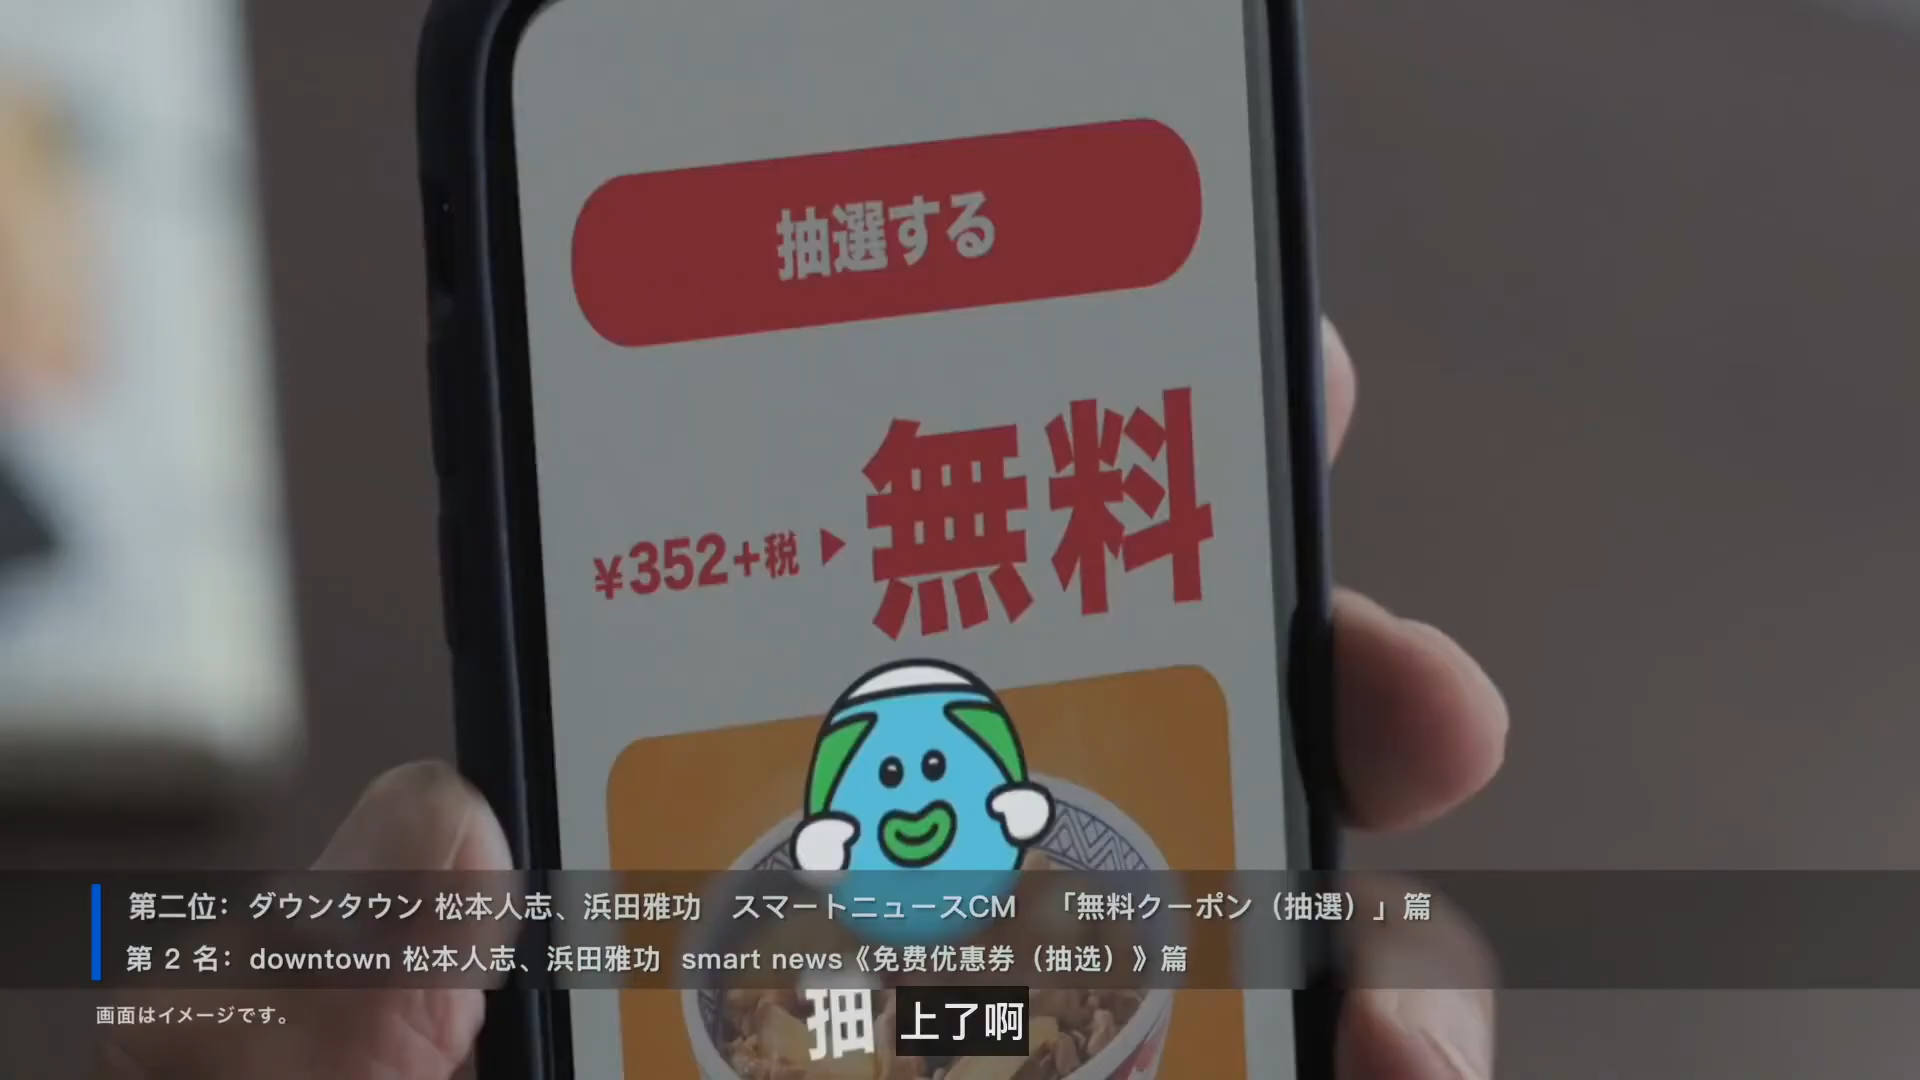 抽選する
¥352+税▶無料
第二位：ダウンタウン 松本人志、浜田雅功　スマートニュースCM　「無料クーポン（抽選）」篇
第 2 名：downtown 松本人志、浜田雅功 smart news《免费优惠券（抽选）》篇
画面はイメージです。
抽
上了啊